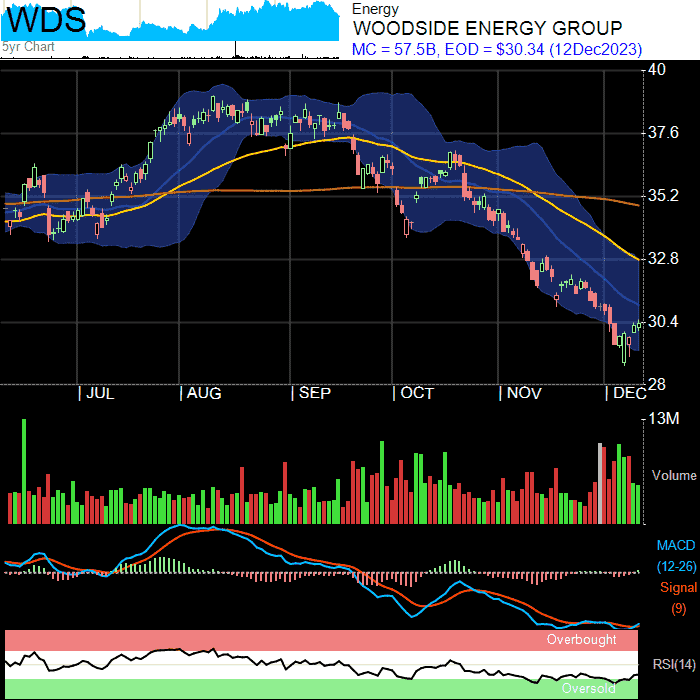 WDS
5yr Chart
Energy
WOODSIDE ENERGY GROUP
MC = 57.5B, EOD = $30.34 (12Dec2023)
40
37.6
35.2
32.8
30.4
28
JUL AUG SEP OCT NOV DEC
13M
Volume
MACD
(12-26)
Signal
(9)
Overbought
RSI(14)
Oversold